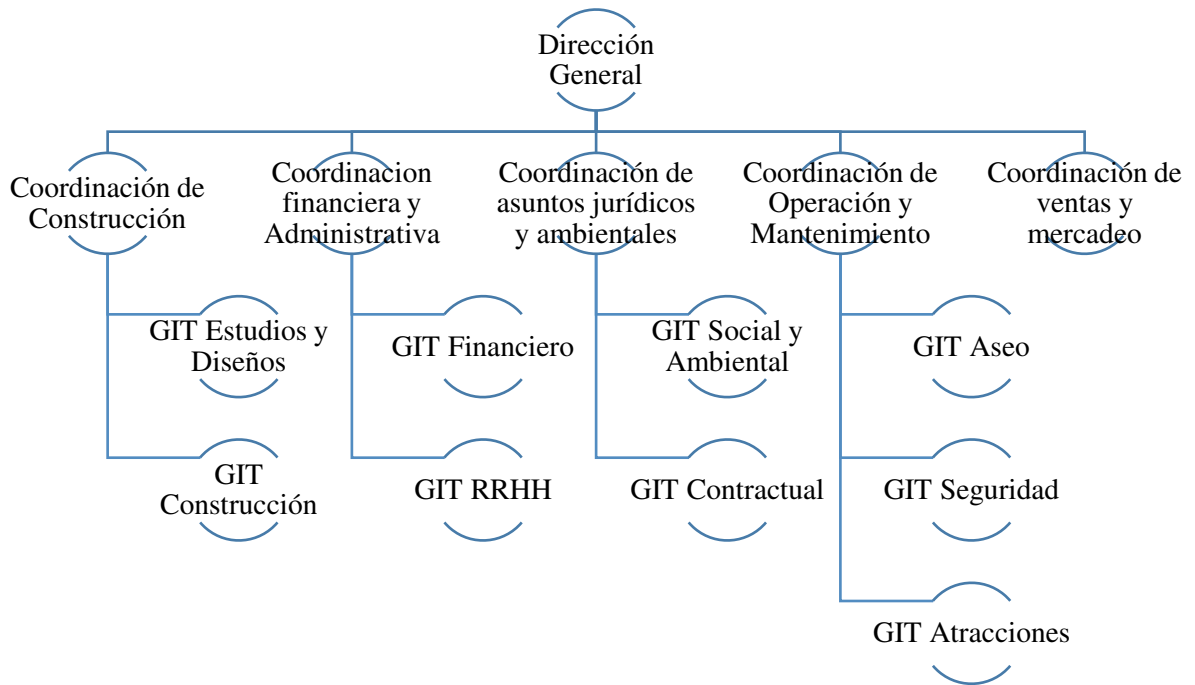 Dirección
General
Coordinación de
Construcción
Coordinacion
financiera y
Administrativa
Coordinación de
asuntos jurídicos
y ambientales
Coordinación de
Operación y
Mantenimiento
Coordinación de
ventas y
mercadeo
GIT Estudios y
Diseños
GIT
Construcción
GIT Financiero
GIT RRHH
GIT Social y
Ambiental
GIT Contractual
GIT Aseo
GIT Seguridad
GIT Atracciones